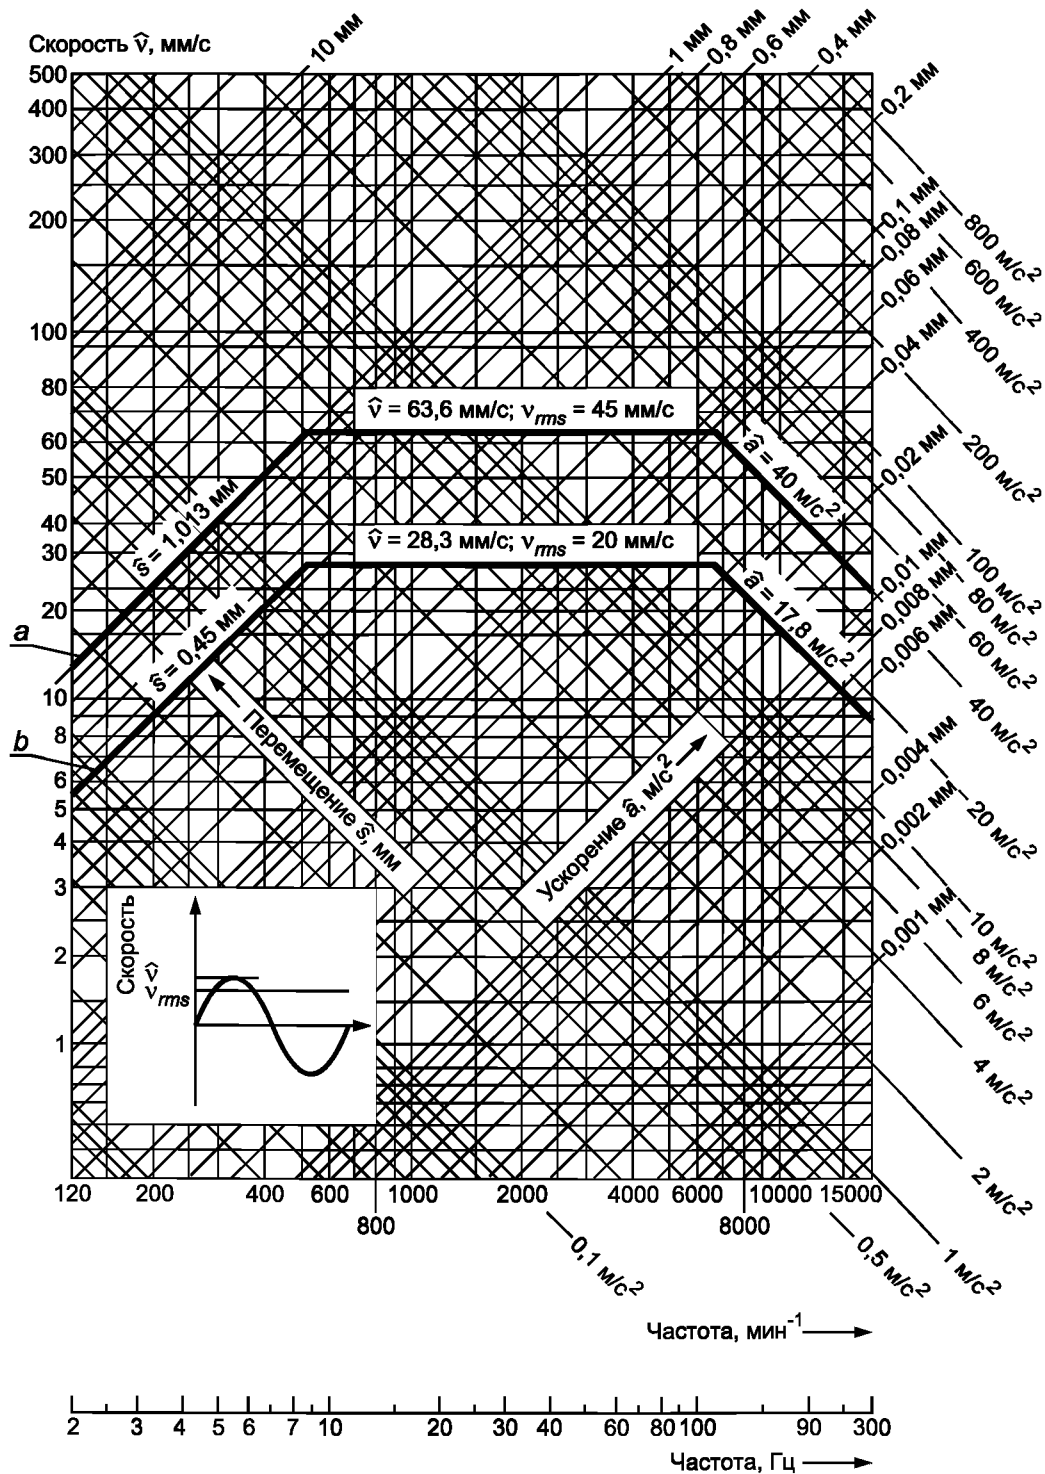 Скорость v̂, мм/с
10 мм
1 мм
0,8 мм
0,6 мм
0,4 мм
0,2 мм
0,1 мм
0,08 мм
0,06 мм
0,04 мм
0,02 мм
0,01 мм
0,008 мм
0,006 мм
0,004 мм
0,002 мм
0,001 мм
800 м/с²
600 м/с²
400 м/с²
200 м/с²
100 м/с²
80 м/с²
60 м/с²
40 м/с²
20 м/с²
10 м/с²
8 м/с²
6 м/с²
4 м/с²
2 м/с²
1 м/с²
0,5 м/с²
0,1 м/с²
500
400
300
200
100
80
60
50
40
30
20
10
8
6
5
4
3
2
1
a
b
v̂ = 63,6 мм/с; vrms = 45 мм/с
v̂ = 28,3 мм/с; vrms = 20 мм/с
ŝ = 1,013 мм
ŝ = 0,45 мм
â = 40 м/с²
â = 17,8 м/с²
Перемещение ŝ, мм
Ускорение â, м/с²
Скорость
v̂
vrms
120 200 400 600 1000 2000 4000 6000 10000 15000
800 8000
Частота, мин⁻¹
2 3 4 5 6 7 10 20 30 40 60 80 100 90 300
Частота, Гц